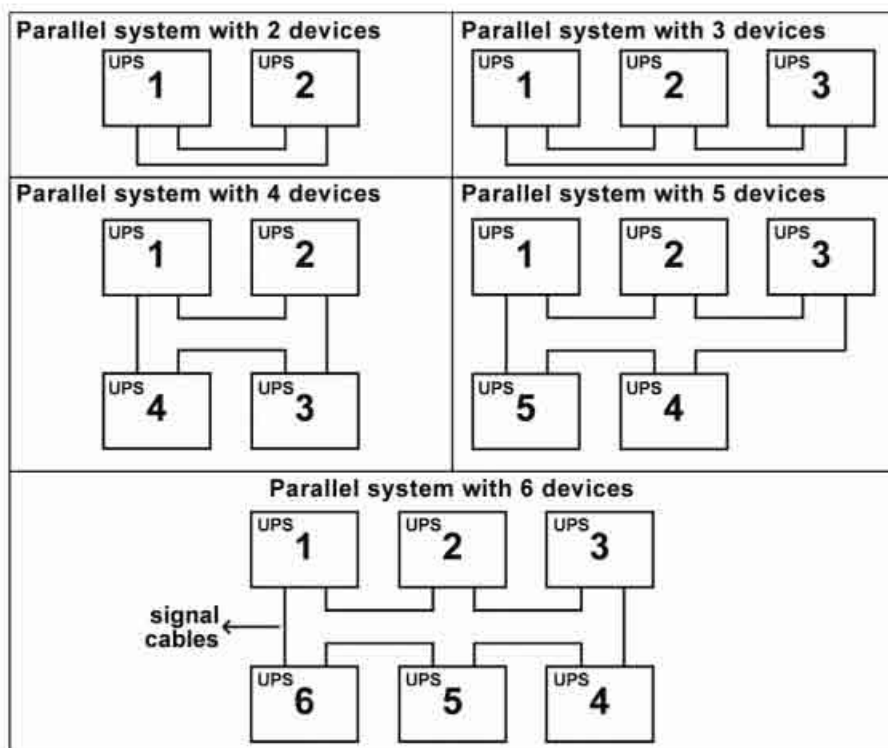 Parallel system with 2 devices
UPS 1
UPS 2
Parallel system with 3 devices
UPS 1
UPS 2
UPS 3
Parallel system with 4 devices
UPS 1
UPS 2
UPS 4
UPS 3
Parallel system with 5 devices
UPS 1
UPS 2
UPS 3
UPS 5
UPS 4
Parallel system with 6 devices
UPS 1
UPS 2
UPS 3
signal
cables
UPS 6
UPS 5
UPS 4